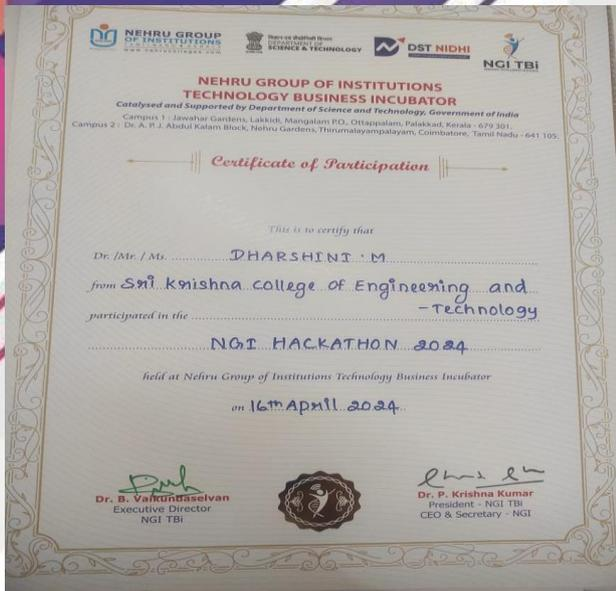 NEHRU GROUP
OF INSTITUTIONS
DEPARTMENT OF
SCIENCE & TECHNOLOGY
DST NIDHI
NGI TBi
NEHRU GROUP OF INSTITUTIONS
TECHNOLOGY BUSINESS INCUBATOR
Catalysed and Supported by Department of Science and Technology, Government of India
Campus 1 : Jawahar Gardens, Lakkidi, Mangalam P.O., Ottappalam, Palakkad, Kerala - 679 301.
Campus 2 : Dr. A. P. J. Abdul Kalam Block, Nehru Gardens, Thirumalayampalayam, Coimbatore, Tamil Nadu - 641 105.
Certificate of Participation
This is to certify that
Dr. /Mr. / Ms. DHARSHINI . M
from Sri Krishna College of Engineering and
- Technology
participated in the
NGI HACKATHON 2024
held at Nehru Group of Institutions Technology Business Incubator
on 16th April 2024
Dr. B. Vaikundaselvan
Executive Director
NGI TBi
Dr. P. Krishna Kumar
President - NGI TBi
CEO & Secretary - NGI